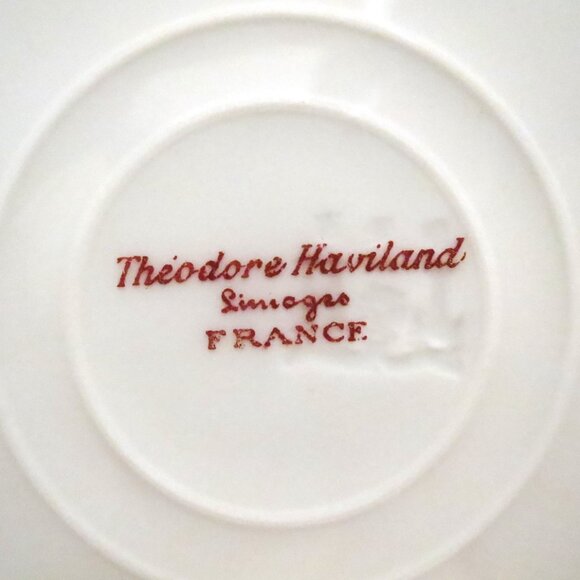 Théodore Haviland
Limoges
FRANCE